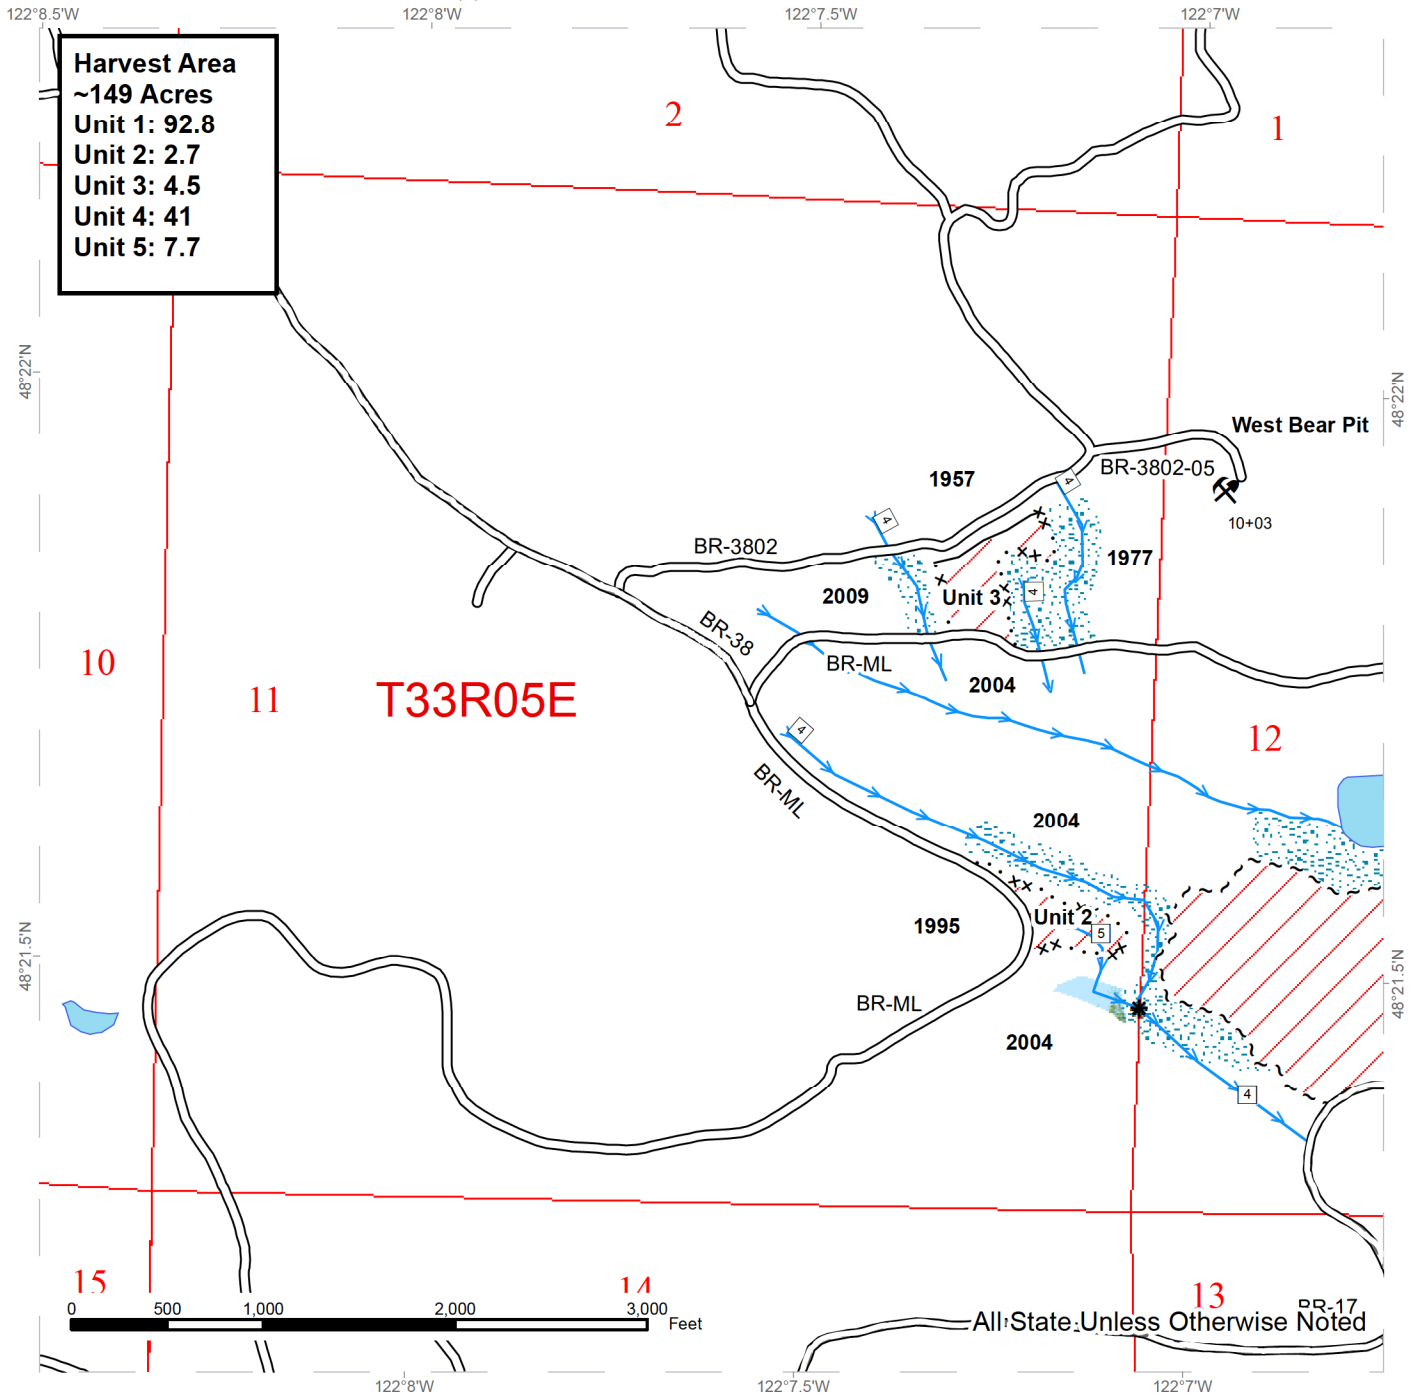 122°8.5'W
122°8'W
122°7.5'W
122°7'W
Harvest Area
~149 Acres
Unit 1: 92.8
Unit 2: 2.7
Unit 3: 4.5
Unit 4: 41
Unit 5: 7.7
2
1
48°22'N
48°22'N
West Bear Pit
BR-3802-05
4
1957
10+03
4
BR-3802
1977
2009
Unit 3
4
BR-38
10
11
T33R05E
BR-ML
2004
4
12
BR-ML
2004
1995
Unit 2
5
48°21.5'N
48°21.5'N
BR-ML
2004
4
15
14
13
BR-17
0
500
1,000
2,000
3,000
Feet
All State Unless Otherwise Noted
122°8'W
122°7.5'W
122°7'W